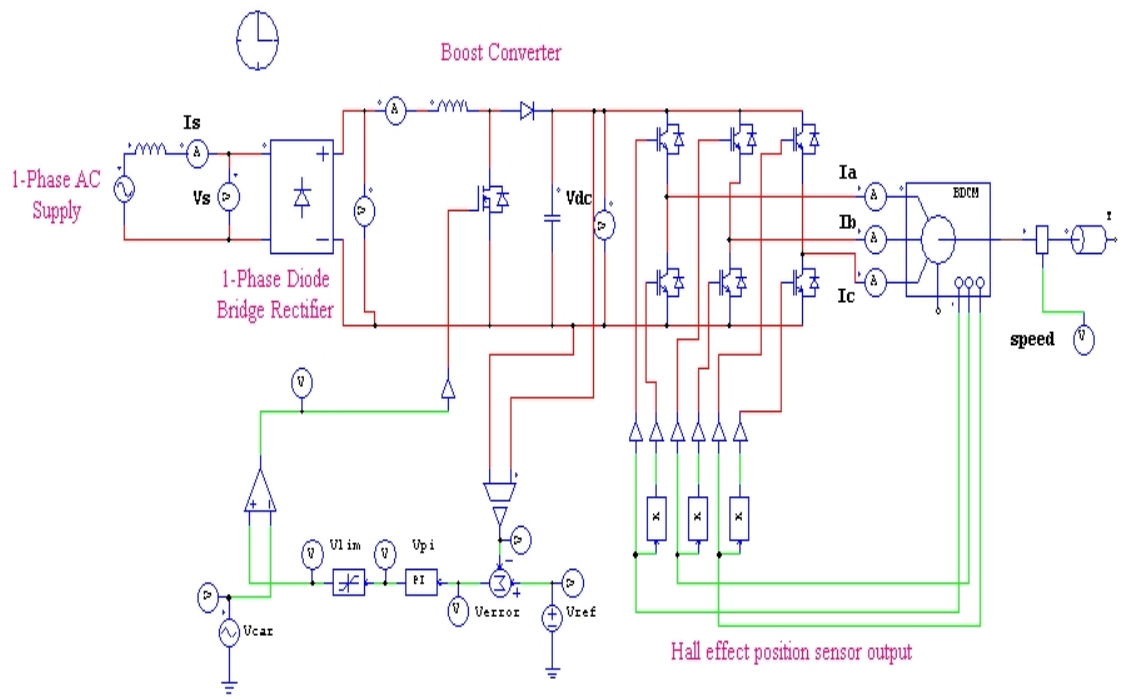 Boost Converter
Is
A
A
+
1-Phase AC
Supply
Vs
V
V
−
Vdc
V
Ia
A
BDCM
T
Ib
A
Ic
A
1-Phase Diode
Bridge Rectifier
speed
V
V
K
K
K
+
−
V
Vlim
V
Vpi
V
−
PI
Σ
+
V
V
Verror
V
Vref
Vcar
Hall effect position sensor output